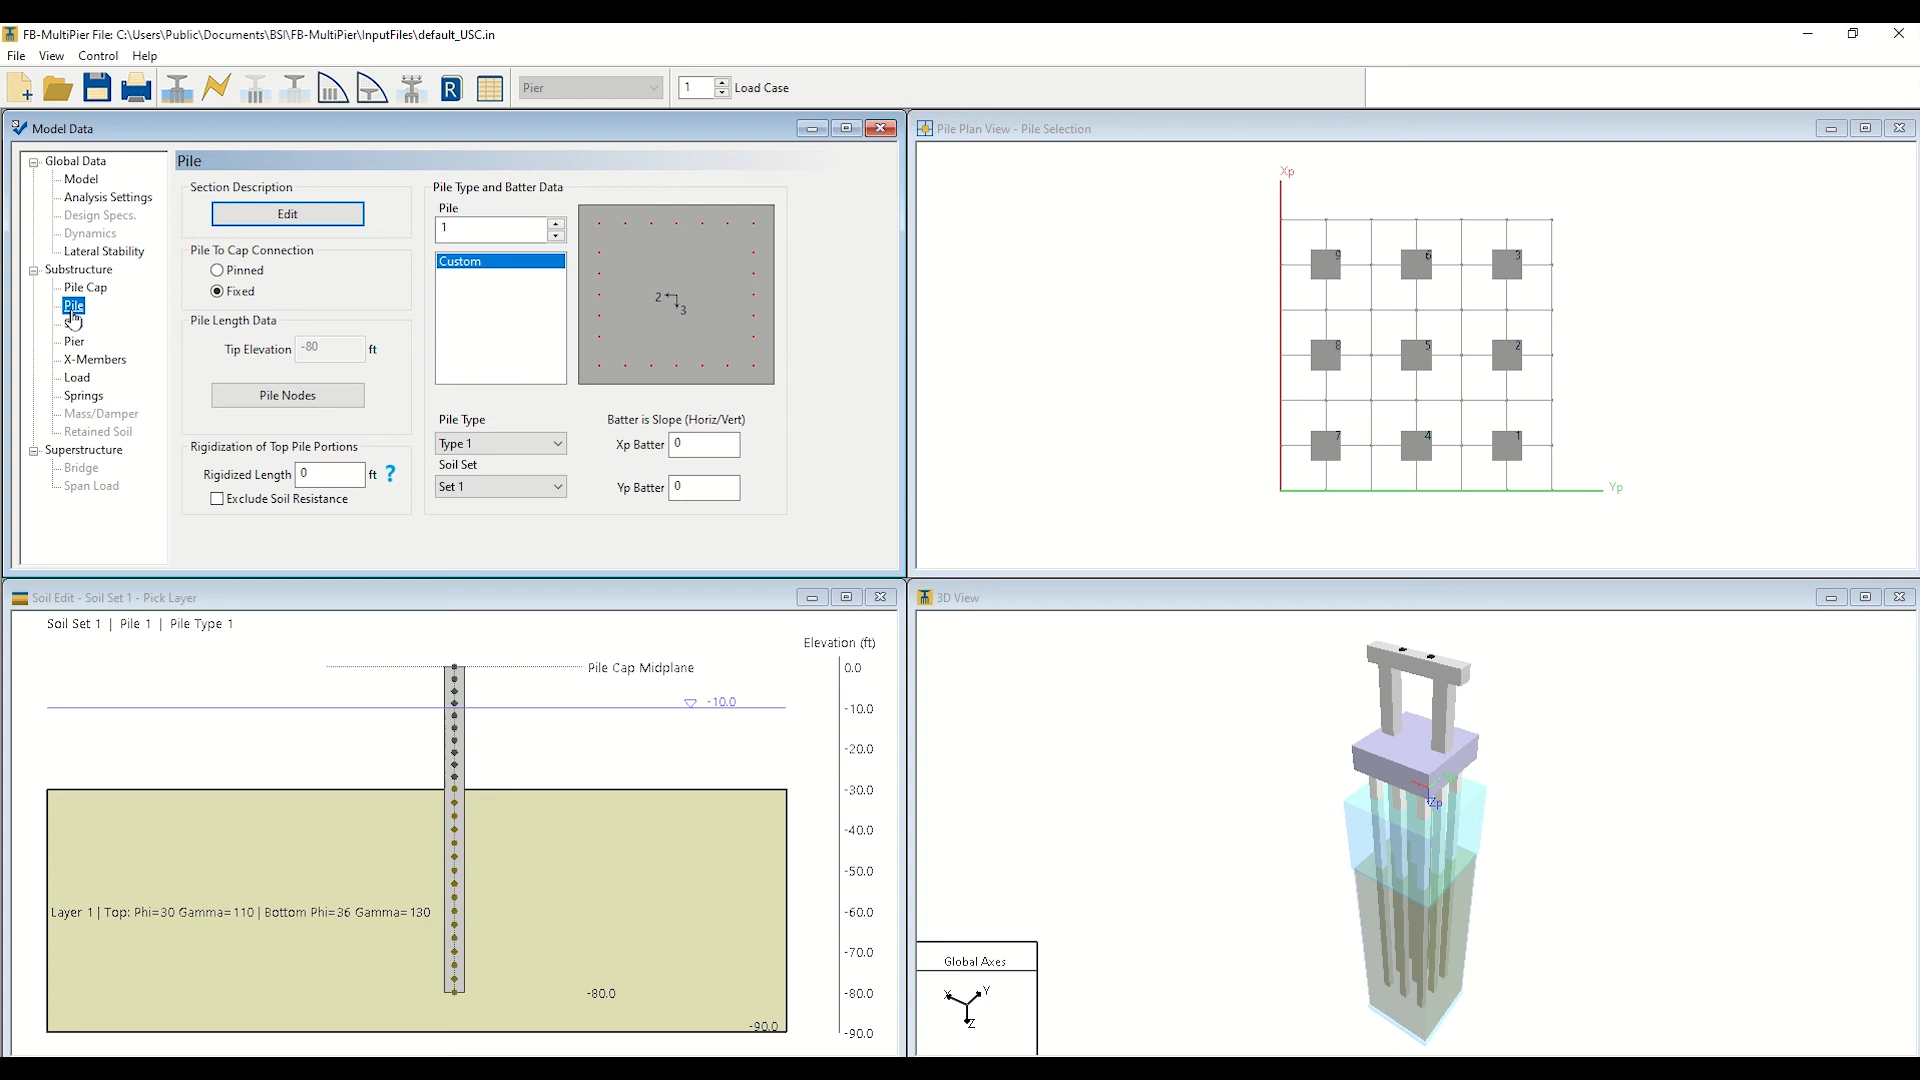 FB-MultiPier File: C:\Users\Public\Documents\BSI\FB-MultiPier\InputFiles\default_USC.in
File View Control Help
R Pier 1 Load Case
Model Data
Global Data
Model
Analysis Settings
Design Specs.
Dynamics
Lateral Stability
Substructure
Pile Cap
Pile
Pier
X-Members
Load
Springs
Mass/Damper
Retained Soil
Superstructure
Bridge
Span Load
Pile
Section Description
Edit
Pile To Cap Connection
Pinned
Fixed
Pile Length Data
Tip Elevation -80 ft
Pile Nodes
Rigidization of Top Pile Portions
Rigidized Length 0 ft ?
Exclude Soil Resistance
Pile Type and Batter Data
Pile
1
Custom
2
3
Pile Type
Type 1
Soil Set
Set 1
Batter is Slope (Horiz/Vert)
Xp Batter 0
Yp Batter 0
Pile Plan View - Pile Selection
Xp
9 6 3
8 5 2
7 4 1
Yp
Soil Edit - Soil Set 1 - Pick Layer
Soil Set 1 | Pile 1 | Pile Type 1
Elevation (ft)
Pile Cap Midplane
0.0
-10.0
-10.0
-20.0
-30.0
-40.0
-50.0
Layer 1 | Top: Phi=30 Gamma=110 | Bottom Phi=36 Gamma=130
-60.0
-70.0
-80.0
-80.0
-90.0
-90.0
3D View
Zp
Global Axes
X
Y
Z